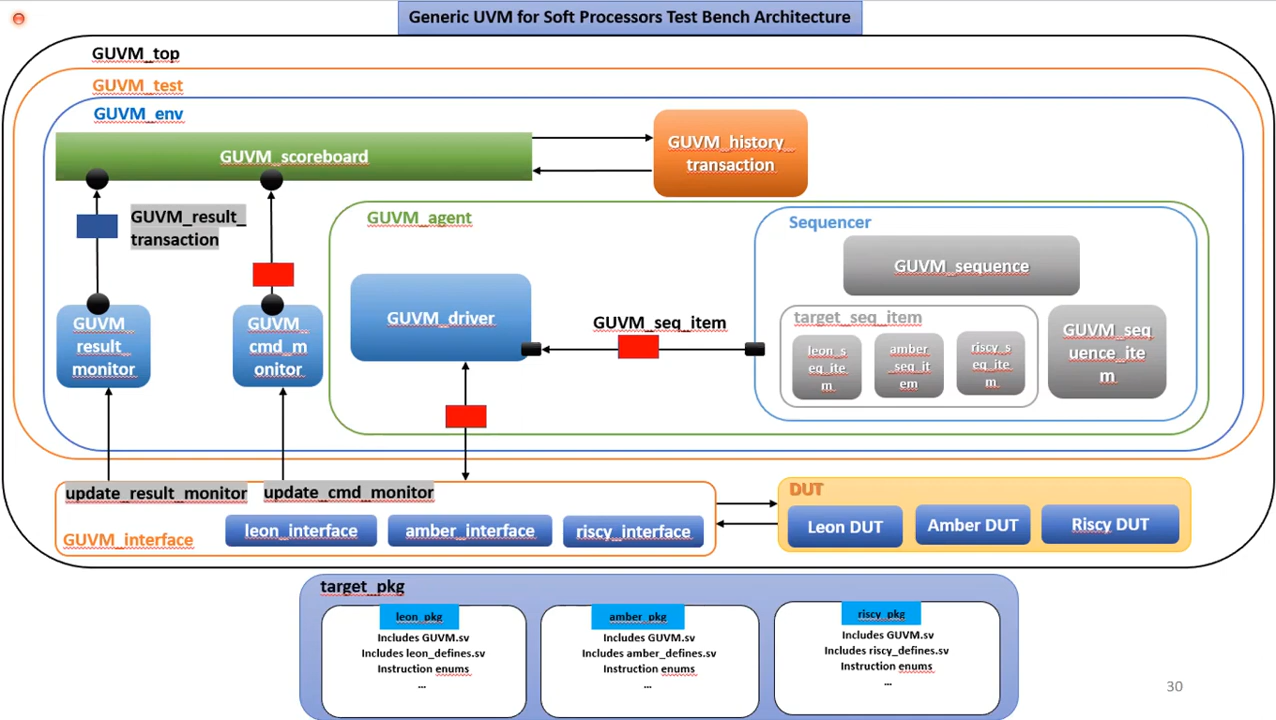 Generic UVM for Soft Processors Test Bench Architecture
GUVM_top
GUVM_test
GUVM_env
GUVM_scoreboard
GUVM_history_
transaction
GUVM_result_
transaction
GUVM_agent
Sequencer
GUVM_sequence
GUVM_driver
GUVM_seq_item
target_seq_item
leon_s
eq_ite
m
amber
_seq_it
em
riscy_s
eq_ite
m
GUVM_seq
uence_ite
m
GUVM_
result_
monitor
GUVM_
cmd_m
onitor
update_result_monitor
update_cmd_monitor
GUVM_interface
leon_interface
amber_interface
riscy_interface
DUT
Leon DUT
Amber DUT
Riscy DUT
target_pkg
leon_pkg
Includes GUVM.sv
Includes leon_defines.sv
Instruction enums
...
amber_pkg
Includes GUVM.sv
Includes amber_defines.sv
Instruction enums
...
riscy_pkg
Includes GUVM.sv
Includes riscy_defines.sv
Instruction enums
...
30